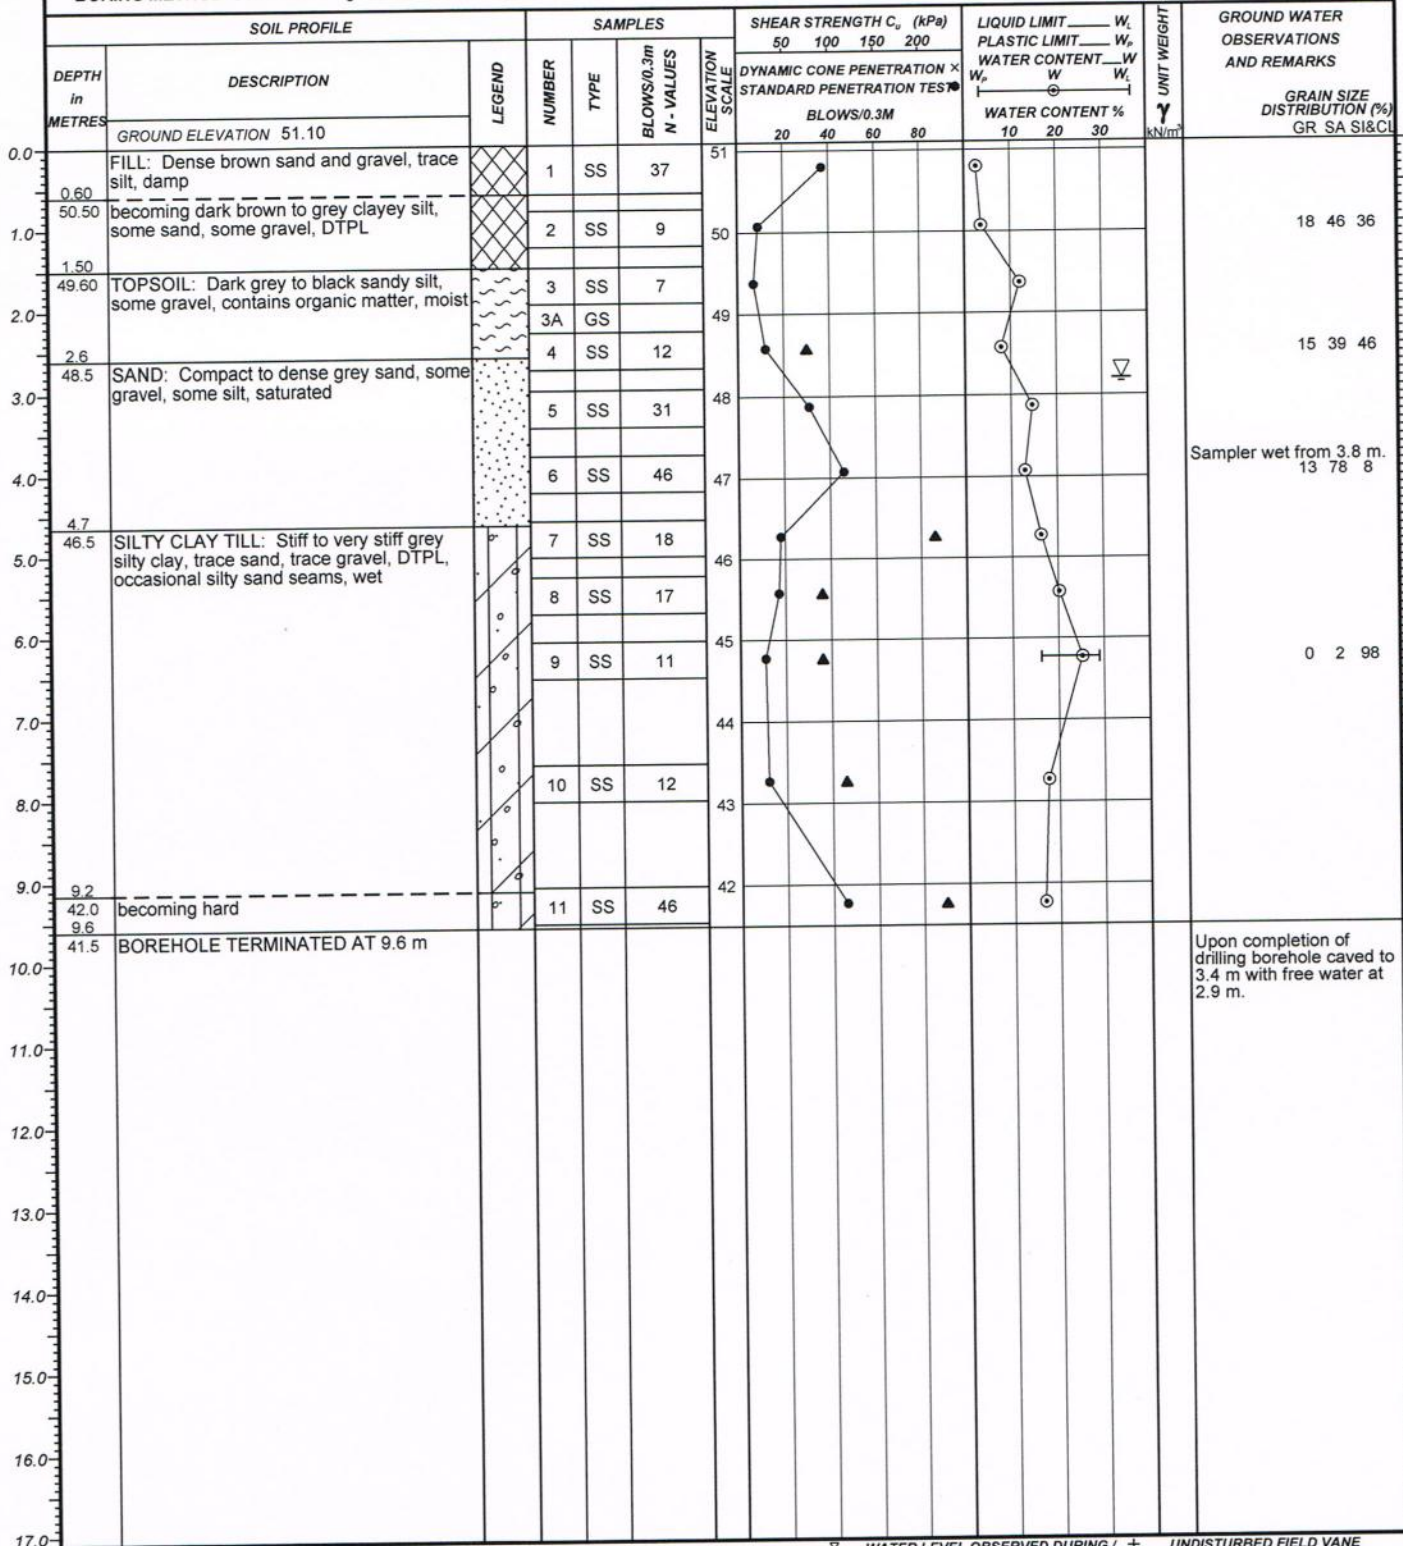 SOIL PROFILE
SAMPLES
SHEAR STRENGTH Cu (kPa)
50 100 150 200
DYNAMIC CONE PENETRATION ×
STANDARD PENETRATION TEST●
BLOWS/0.3M
20 40 60 80
LIQUID LIMIT____ WL
PLASTIC LIMIT____ WP
WATER CONTENT__W
WP W WL
WATER CONTENT %
10 20 30
UNIT WEIGHT
γ
kN/m³
GROUND WATER
OBSERVATIONS
AND REMARKS
GRAIN SIZE
DISTRIBUTION (%)
GR SA SI&CL
DEPTH
in
METRES
DESCRIPTION
GROUND ELEVATION 51.10
LEGEND
NUMBER
TYPE
BLOWS/0.3m
N - VALUES
ELEVATION
SCALE
0.0
FILL: Dense brown sand and gravel, trace
silt, damp
1 SS 37
51
0.60
50.50
becoming dark brown to grey clayey silt,
some sand, some gravel, DTPL
2 SS 9
18 46 36
1.0
50
1.50
49.60
TOPSOIL: Dark grey to black sandy silt,
some gravel, contains organic matter, moist
3 SS 7
2.0
3A GS
49
4 SS 12
15 39 46
2.6
48.5
SAND: Compact to dense grey sand, some
gravel, some silt, saturated
3.0
48
5 SS 31
Sampler wet from 3.8 m.
13 78 8
6 SS 46
4.0
47
4.7
46.5
SILTY CLAY TILL: Stiff to very stiff grey
silty clay, trace sand, trace gravel, DTPL,
occasional silty sand seams, wet
7 SS 18
5.0
46
8 SS 17
6.0
45
9 SS 11
0 2 98
7.0
44
10 SS 12
8.0
43
9.0
42
9.2
42.0
becoming hard
11 SS 46
9.6
41.5
BOREHOLE TERMINATED AT 9.6 m
Upon completion of
drilling borehole caved to
3.4 m with free water at
2.9 m.
10.0
11.0
12.0
13.0
14.0
15.0
16.0
17.0
WATER LEVEL OBSERVED DURING / + UNDISTURBED FIELD VANE